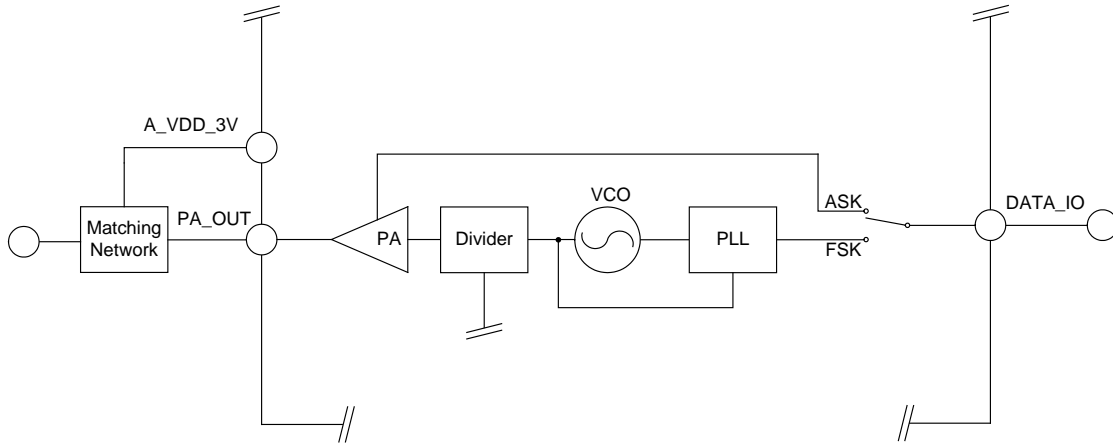 A_VDD_3V
VCO
ASK
DATA_IO
PA_OUT
Matching
Network
PA
Divider
PLL
FSK